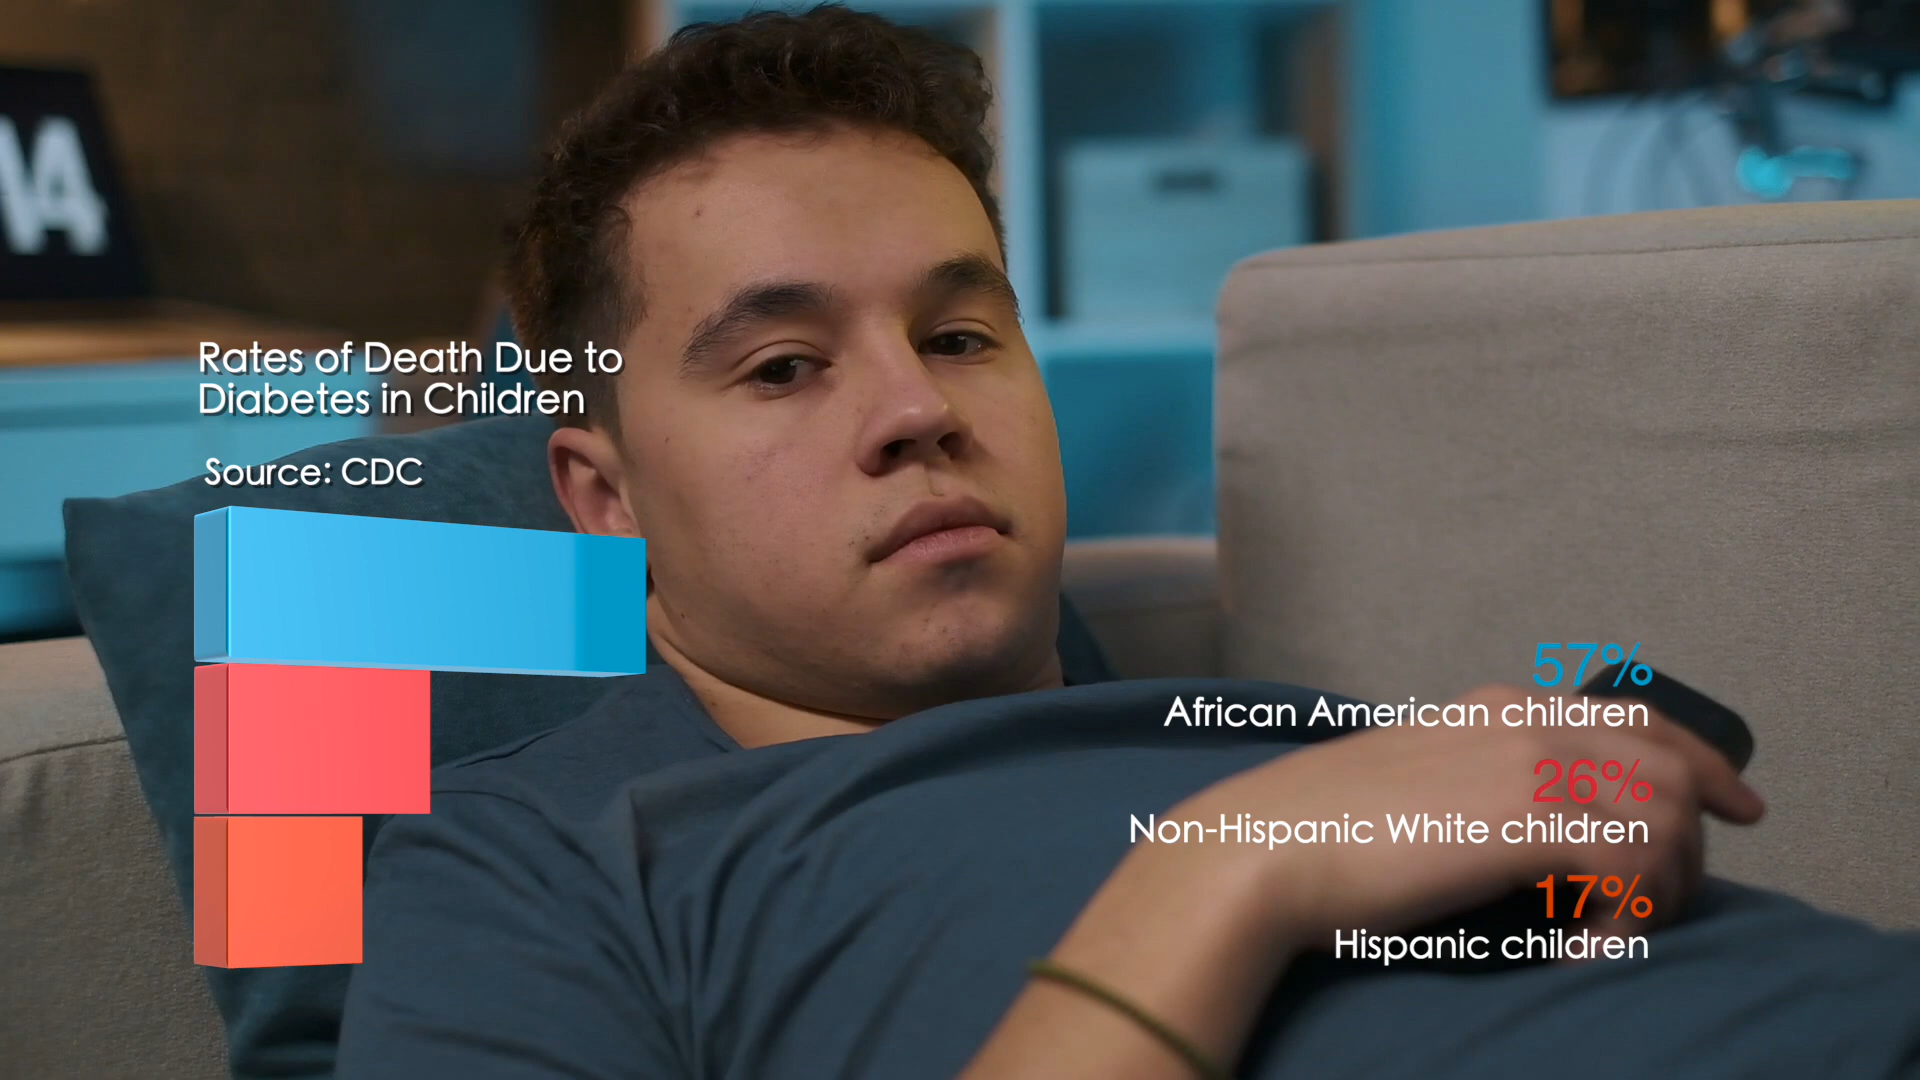 14
Rates of Death Due to
Diabetes in Children
Source: CDC
57%
African American children
26%
Non-Hispanic White children
17%
Hispanic children